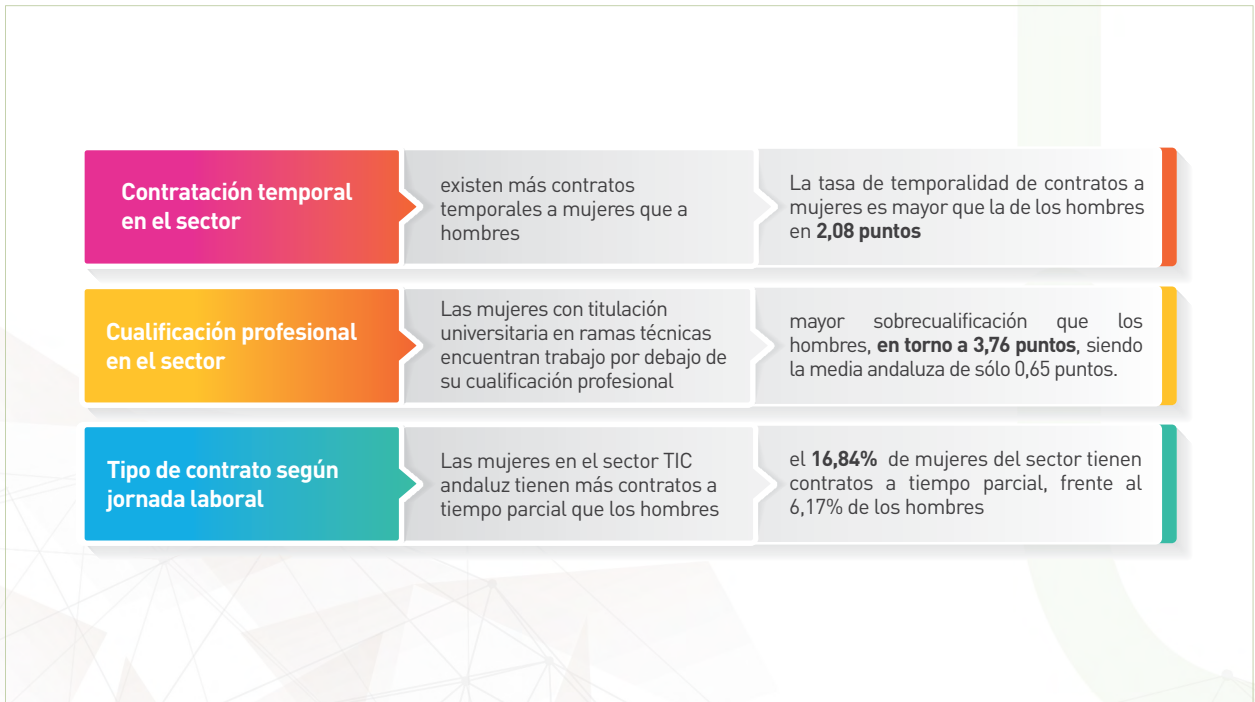 Contratación temporal
en el sector
existen más contratos
temporales a mujeres que a
hombres
La tasa de temporalidad de contratos a
mujeres es mayor que la de los hombres
en 2,08 puntos
Cualificación profesional
en el sector
Las mujeres con titulación
universitaria en ramas técnicas
encuentran trabajo por debajo de
su cualificación profesional
mayor sobrecualificación que los
hombres, en torno a 3,76 puntos, siendo
la media andaluza de sólo 0,65 puntos.
Tipo de contrato según
jornada laboral
Las mujeres en el sector TIC
andaluz tienen más contratos a
tiempo parcial que los hombres
el 16,84% de mujeres del sector tienen
contratos a tiempo parcial, frente al
6,17% de los hombres